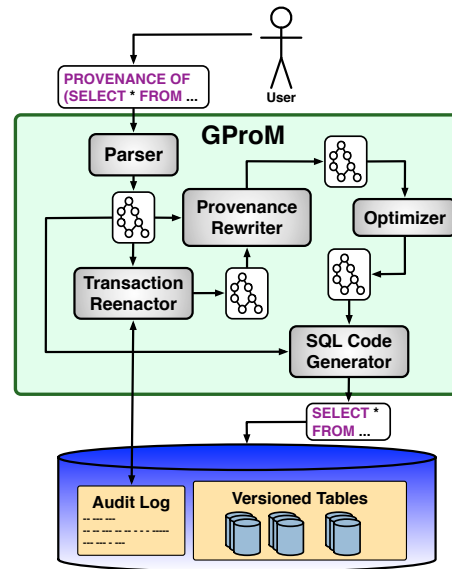 User
PROVENANCE OF
(SELECT * FROM ...
GProM
Parser
Provenance
Rewriter
Optimizer
Transaction
Reenactor
SQL Code
Generator
SELECT *
FROM ...
Audit Log
Versioned Tables